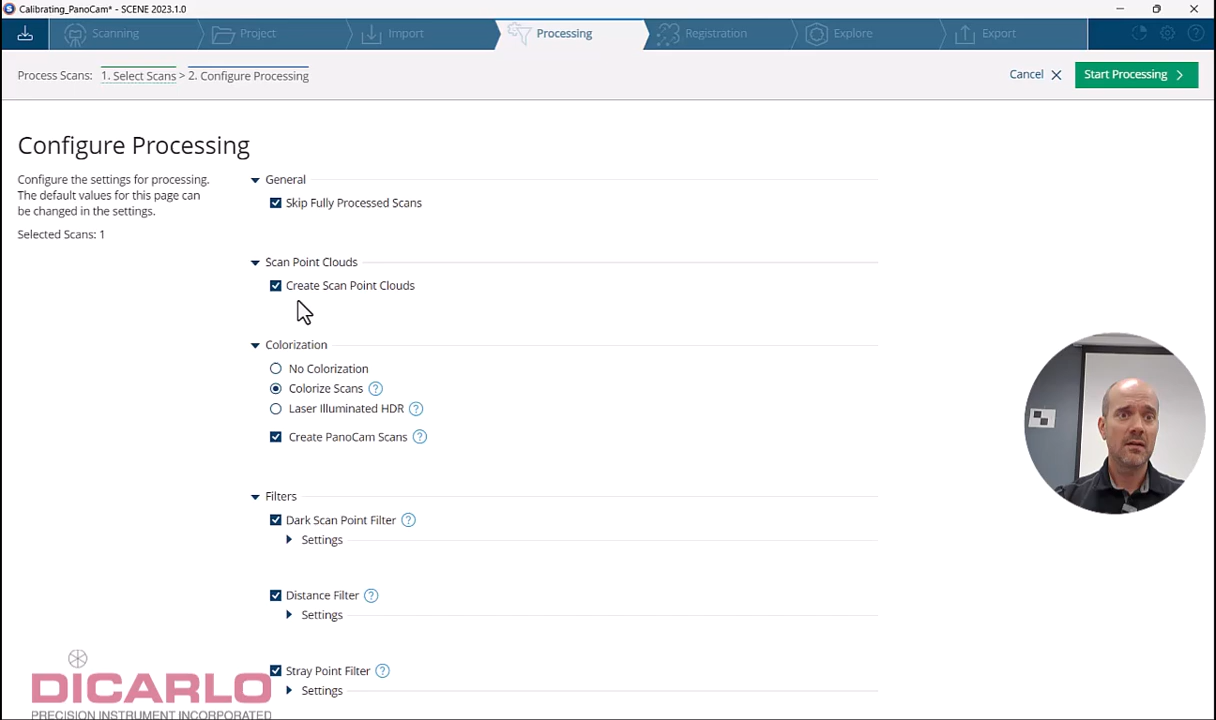 Calibrating_PanoCam* - SCENE 2023.1.0
Scanning
Project
Import
Processing
Registration
Explore
Export
Process Scans: 1. Select Scans > 2. Configure Processing
Cancel
Start Processing
Configure Processing
Configure the settings for processing.
The default values for this page can
be changed in the settings.
Selected Scans: 1
General
Skip Fully Processed Scans
Scan Point Clouds
Create Scan Point Clouds
Colorization
No Colorization
Colorize Scans ?
Laser Illuminated HDR ?
Create PanoCam Scans ?
Filters
Dark Scan Point Filter ?
Settings
Distance Filter ?
Settings
Stray Point Filter ?
Settings
DICARLO
PRECISION INSTRUMENT INCORPORATED